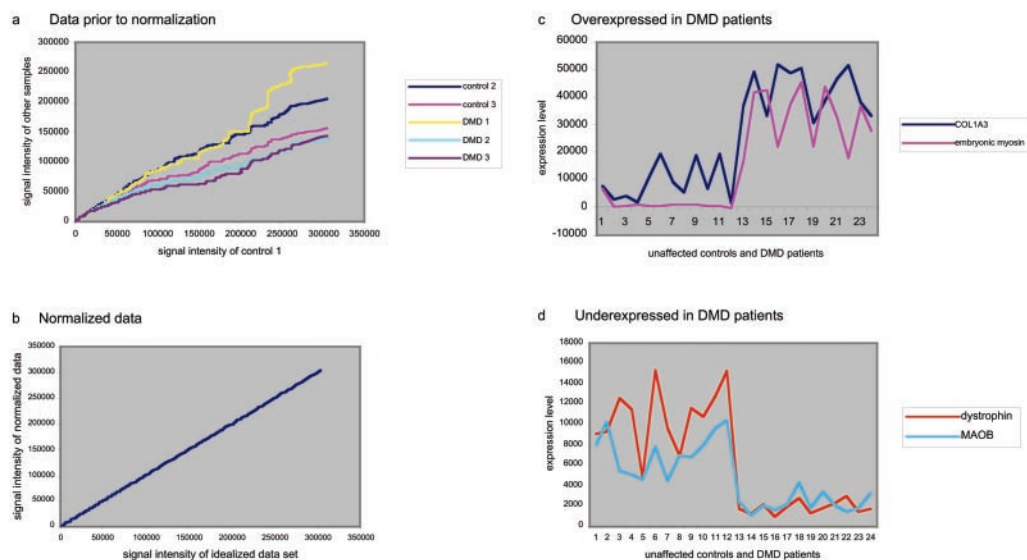 a Data prior to normalization
signal intensity of other samples
300000
250000
200000
150000
100000
50000
0
0 50000 100000 150000 200000 250000 300000 350000
signal intensity of control 1
control 2
control 3
DMD 1
DMD 2
DMD 3
b Normalized data
signal intensity of normalized data
350000
300000
250000
200000
150000
100000
50000
0
0 50000 100000 150000 200000 250000 300000 350000
signal intensity of idealized data set
c Overexpressed in DMD patients
expression level
60000
50000
40000
30000
20000
10000
0
-10000
1 3 5 7 9 11 13 15 17 19 21 23
unaffected controls and DMD patients
COL1A3
embryonic myosin
d Underexpressed in DMD patients
expression level
18000
16000
14000
12000
10000
8000
6000
4000
2000
0
1 2 3 4 5 6 7 8 9 10 11 12 13 14 15 16 17 18 19 20 21 22 23 24
unaffected controls and DMD patients
dystrophin
MAOB